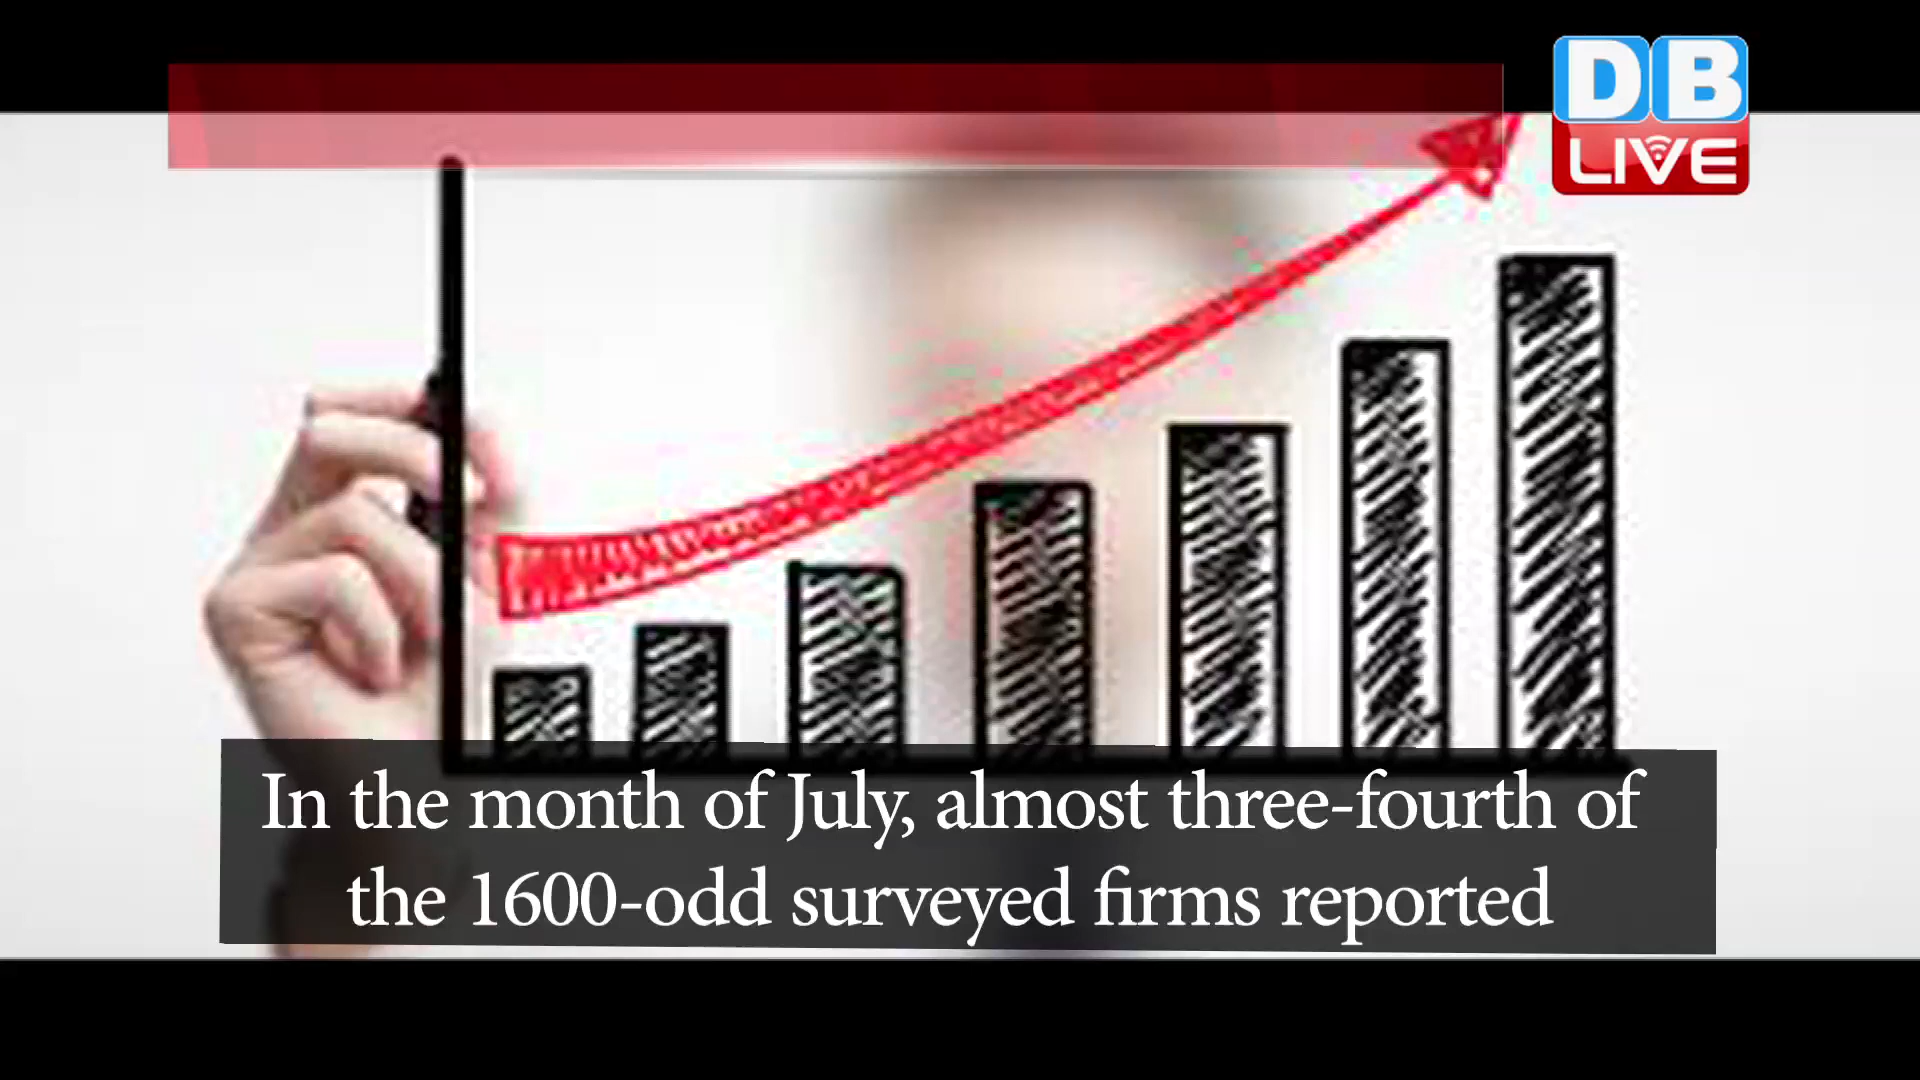 DB
LIVE
In the month of July, almost three-fourth of
the 1600-odd surveyed firms reported